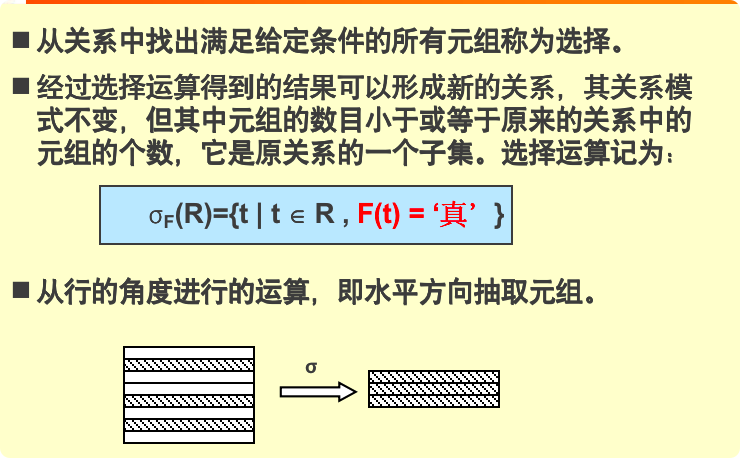 ■ 从关系中找出满足给定条件的所有元组称为选择。
■ 经过选择运算得到的结果可以形成新的关系，其关系模
式不变，但其中元组的数目小于或等于原来的关系中的
元组的个数，它是原关系的一个子集。选择运算记为：
σF(R)={t | t ∈ R , F(t) = ‘真’ }
■ 从行的角度进行的运算，即水平方向抽取元组。
σ